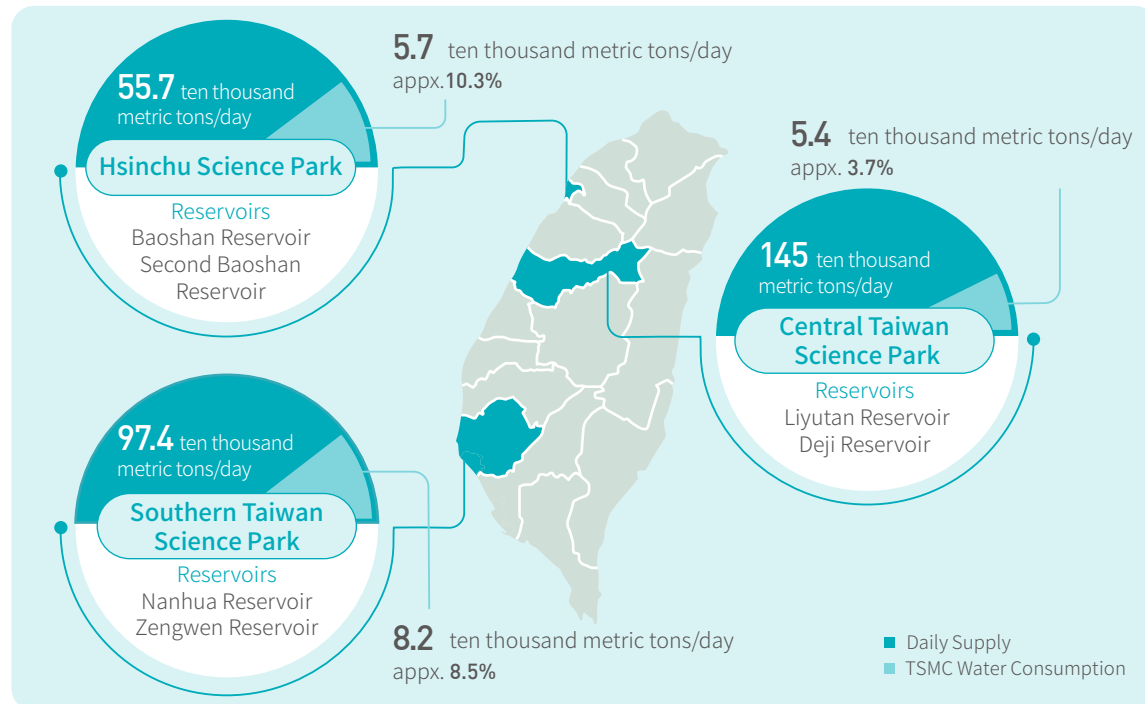 55.7 ten thousand
metric tons/day
Hsinchu Science Park
Reservoirs
Baoshan Reservoir
Second Baoshan
Reservoir
5.7 ten thousand metric tons/day
appx.10.3%
5.4 ten thousand metric tons/day
appx. 3.7%
145 ten thousand
metric tons/day
Central Taiwan
Science Park
Reservoirs
Liyutan Reservoir
Deji Reservoir
97.4 ten thousand
metric tons/day
Southern Taiwan
Science Park
Reservoirs
Nanhua Reservoir
Zengwen Reservoir
8.2 ten thousand metric tons/day
appx. 8.5%
Daily Supply
TSMC Water Consumption